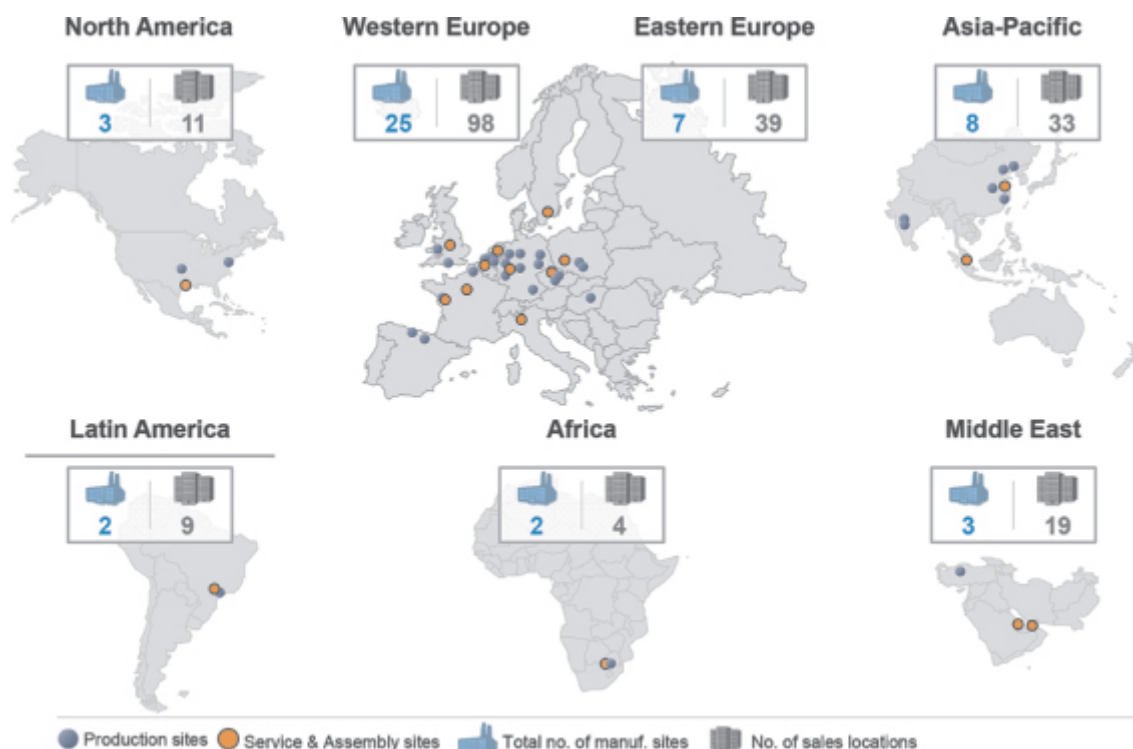 North America
Western Europe
Eastern Europe
Asia-Pacific
3 11
25 98
7 39
8 33
Latin America
Africa
Middle East
2 9
2 4
3 19
Production sites Service & Assembly sites Total no. of manuf. sites No. of sales locations